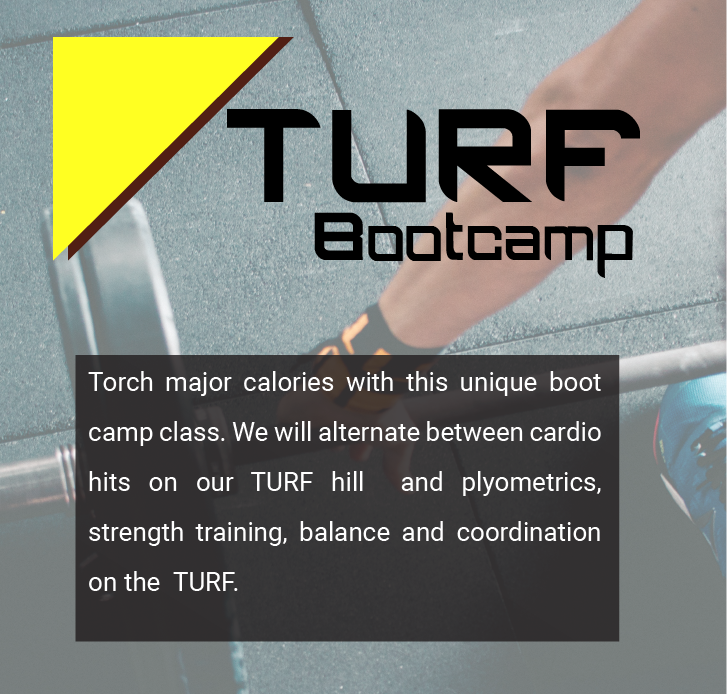 TURF
Bootcamp
Torch major calories with this unique boot
camp class. We will alternate between cardio
hits on our TURF hill and plyometrics,
strength training, balance and coordination
on the TURF.